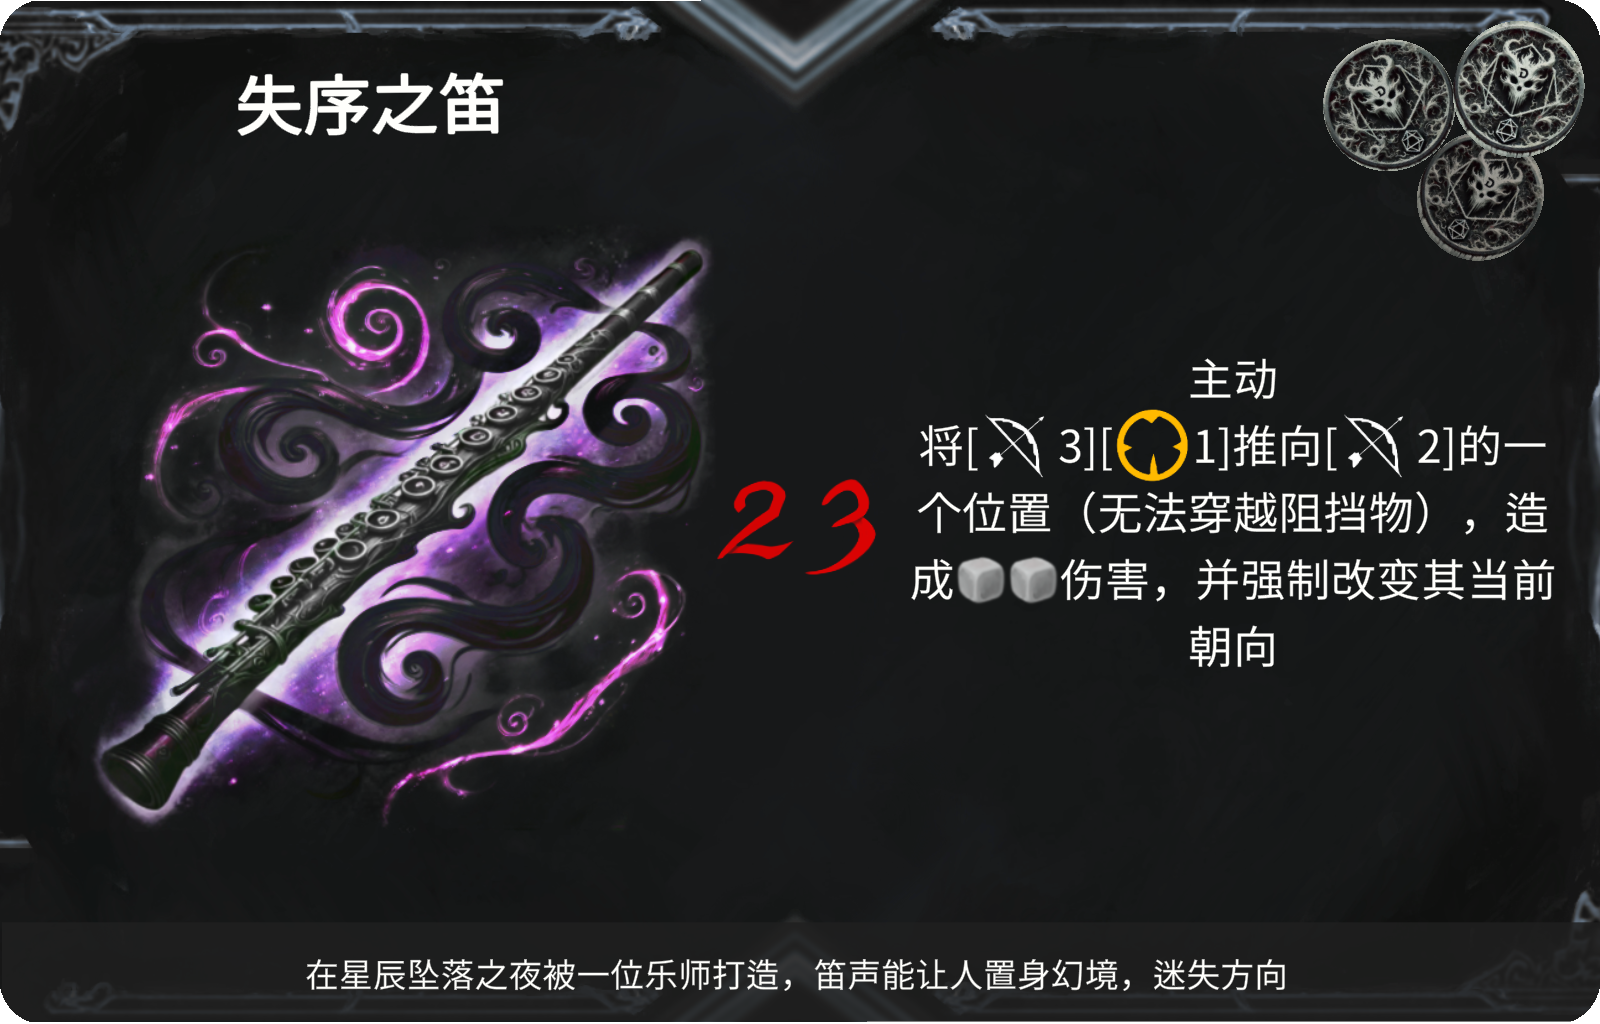 失序之笛
主动
将[3][1]推向[2]的一
个位置（无法穿越阻挡物），造
成伤害，并强制改变其当前
朝向
23
在星辰坠落之夜被一位乐师打造，笛声能让人置身幻境，迷失方向